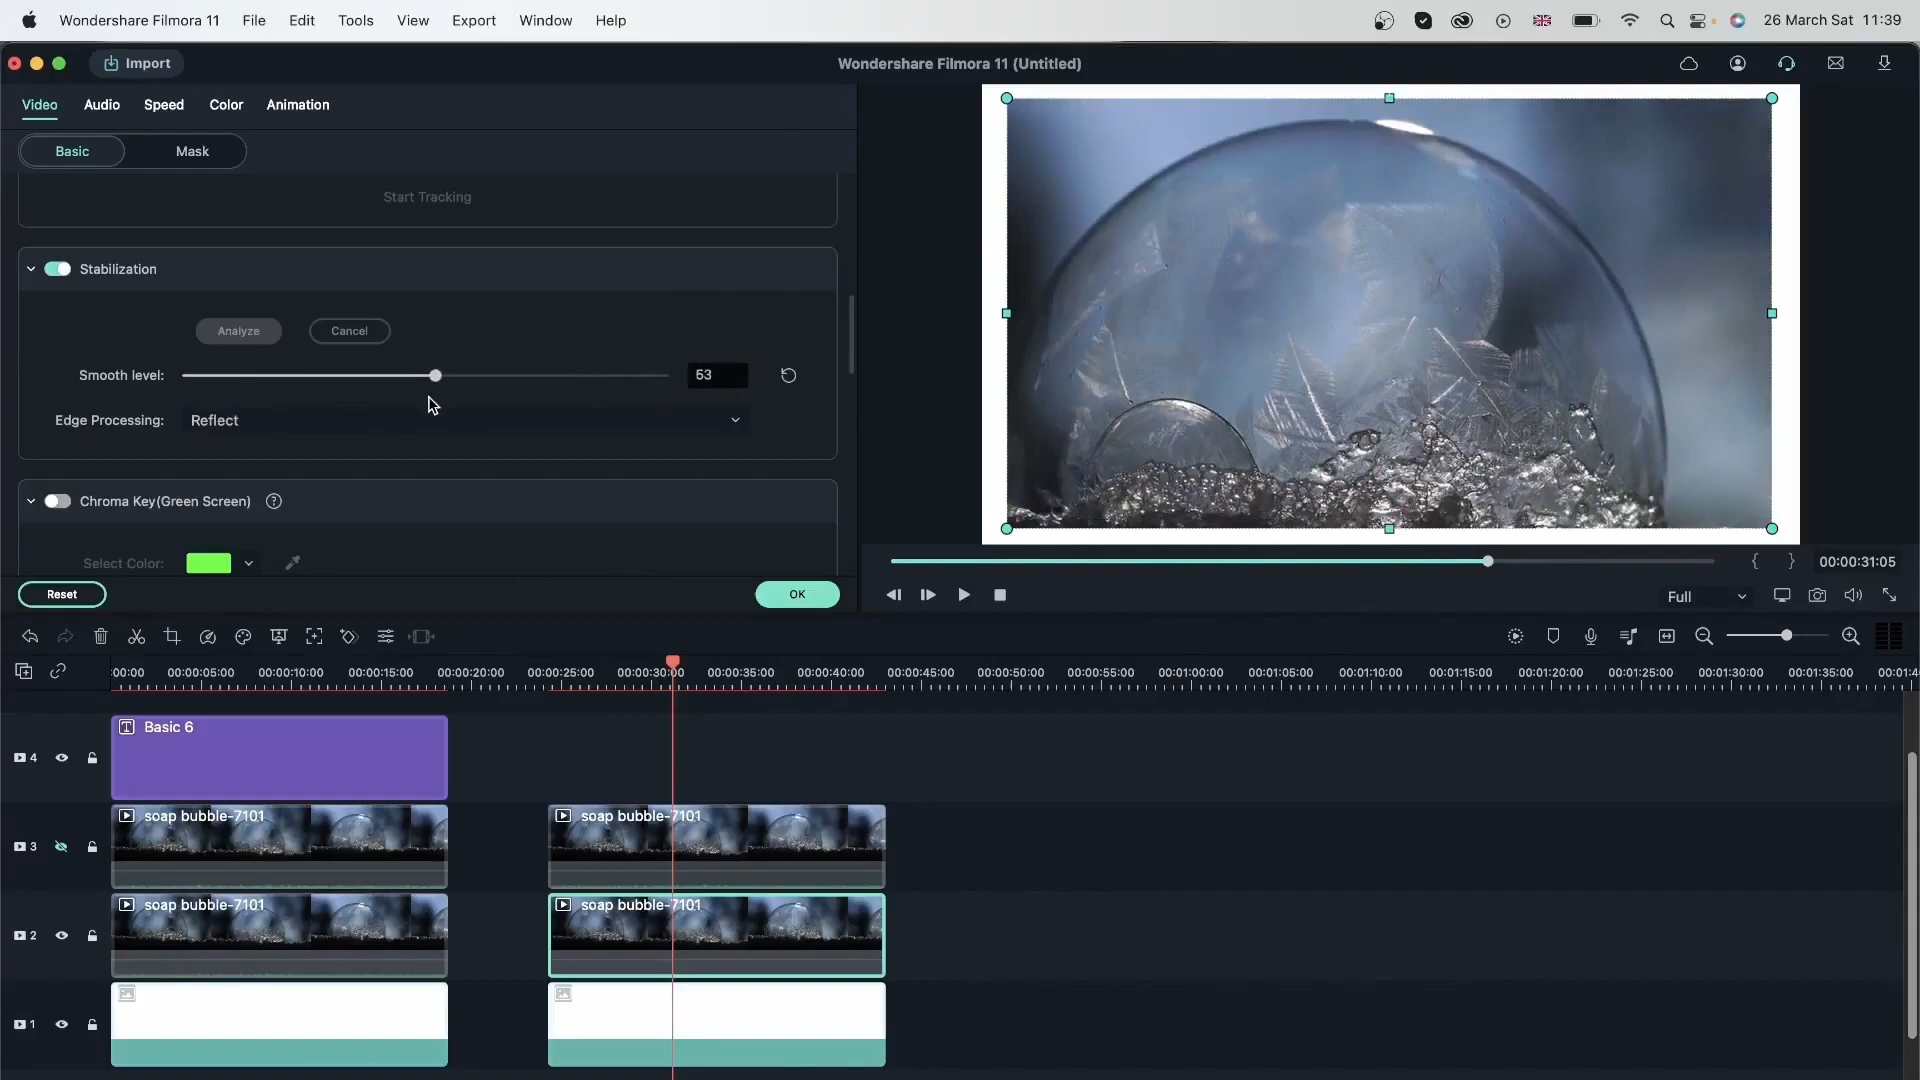 Wondershare Filmora 11 File Edit Tools View Export Window Help 26 March Sat 11:39
Import Wondershare Filmora 11 (Untitled)
Video Audio Speed Color Animation
Basic Mask
Start Tracking
Stabilization
Analyze Cancel
Smooth level: 53
Edge Processing: Reflect
Chroma Key(Green Screen) ?
Select Color:
Reset OK
{ } 00:00:31:05
Full
:00:00 00:00:05:00 00:00:10:00 00:00:15:00 00:00:20:00 00:00:25:00 00:00:30:00 00:00:35:00 00:00:40:00 00:00:45:00 00:00:50:00 00:00:55:00 00:01:00:00 00:01:05:00 00:01:10:00 00:01:15:00 00:01:20:00 00:01:25:00 00:01:30:00 00:01:35:00 00:01:4
4 T Basic 6
3 soap bubble-7101 soap bubble-7101
2 soap bubble-7101 soap bubble-7101
1